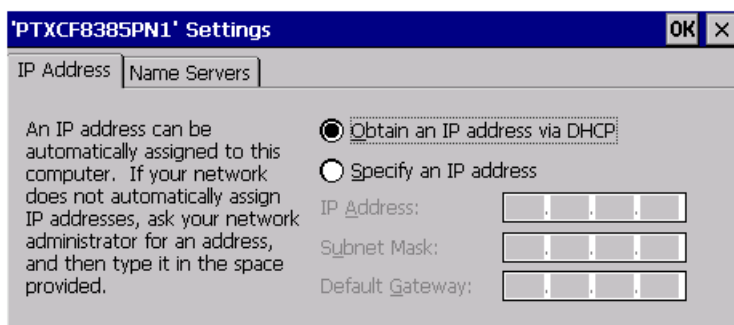 'PTXCF8385PN1' Settings
OK ×
IP Address
Name Servers
An IP address can be
automatically assigned to this
computer. If your network
does not automatically assign
IP addresses, ask your network
administrator for an address,
and then type it in the space
provided.
Obtain an IP address via DHCP
Specify an IP address
IP Address:
. . .
Subnet Mask:
. . .
Default Gateway:
. . .